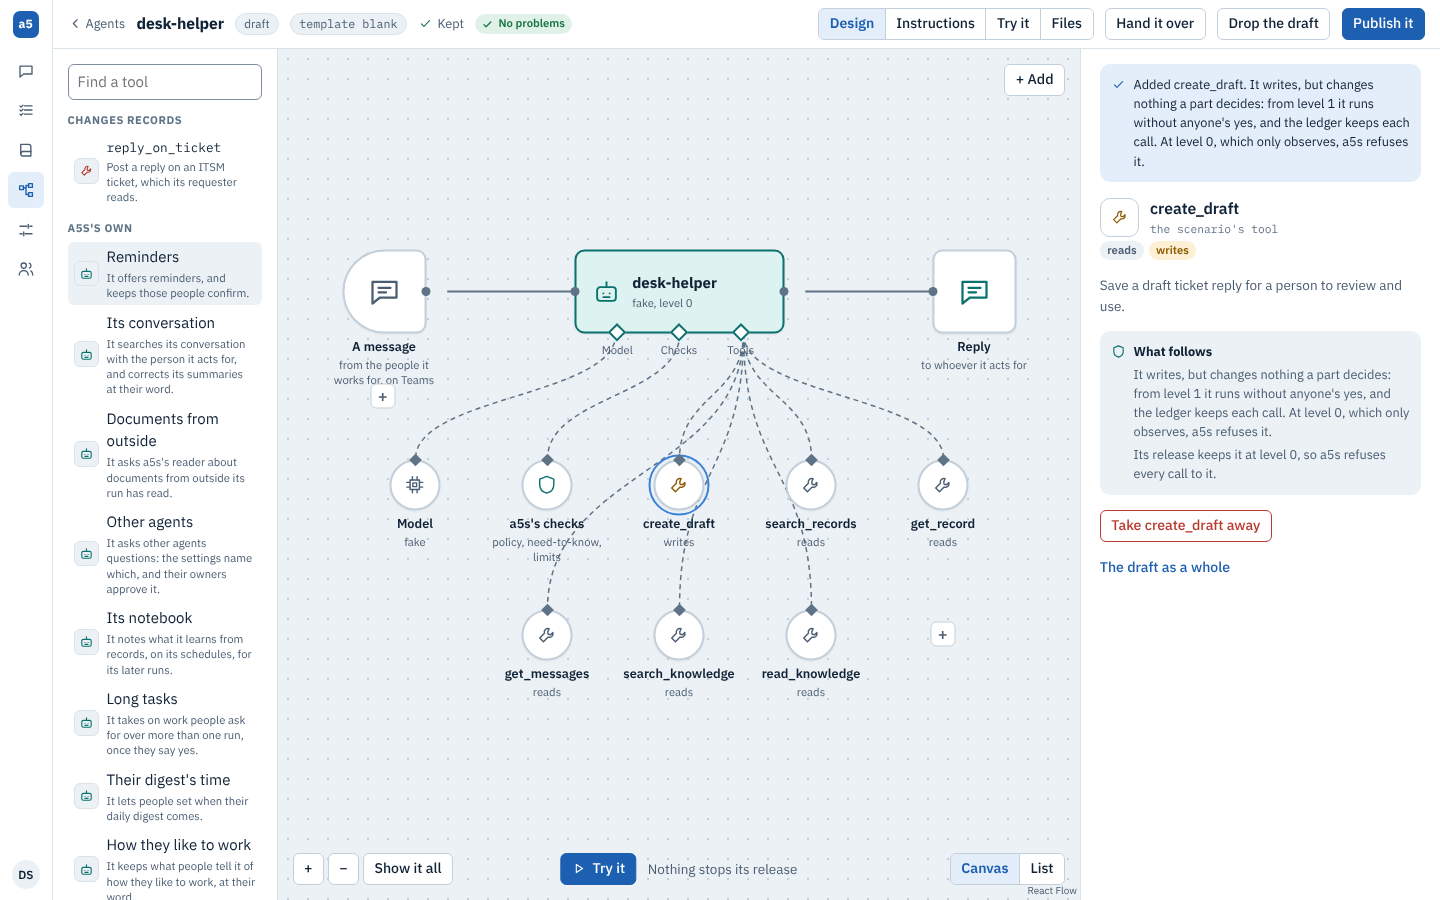 a5
Agents
desk-helper
draft
template blank
Kept
No problems
Design
Instructions
Try it
Files
Hand it over
Drop the draft
Publish it
Find a tool
CHANGES RECORDS
reply_on_ticket
Post a reply on an ITSM
ticket, which its requester
reads.
A5S'S OWN
Reminders
It offers reminders, and
keeps those people confirm.
Its conversation
It searches its conversation
with the person it acts for,
and corrects its summaries
at their word.
Documents from
outside
It asks a5s's reader about
documents from outside its
run has read.
Other agents
It asks other agents
questions: the settings name
which, and their owners
approve it.
Its notebook
It notes what it learns from
records, on its schedules, for
its later runs.
Long tasks
It takes on work people ask
for over more than one run,
once they say yes.
Their digest's time
It lets people set when their
daily digest comes.
How they like to work
It keeps what people tell it of
how they like to work, at their
word.
DS
+ Add
A message
from the people it
works for, on Teams
+
desk-helper
fake, level 0
Model
Checks
Tools
Reply
to whoever it acts for
Model
fake
a5s's checks
policy, need-to-know,
limits
create_draft
writes
search_records
reads
get_record
reads
get_messages
reads
search_knowledge
reads
read_knowledge
reads
+
+
−
Show it all
Try it
Nothing stops its release
Canvas
List
React Flow
Added create_draft. It writes, but changes
nothing a part decides: from level 1 it runs
without anyone's yes, and the ledger keeps each
call. At level 0, which only observes, a5s refuses
it.
create_draft
the scenario's tool
reads
writes
Save a draft ticket reply for a person to review and
use.
What follows
It writes, but changes nothing a part decides:
from level 1 it runs without anyone's yes, and
the ledger keeps each call. At level 0, which only
observes, a5s refuses it.
Its release keeps it at level 0, so a5s refuses
every call to it.
Take create_draft away
The draft as a whole